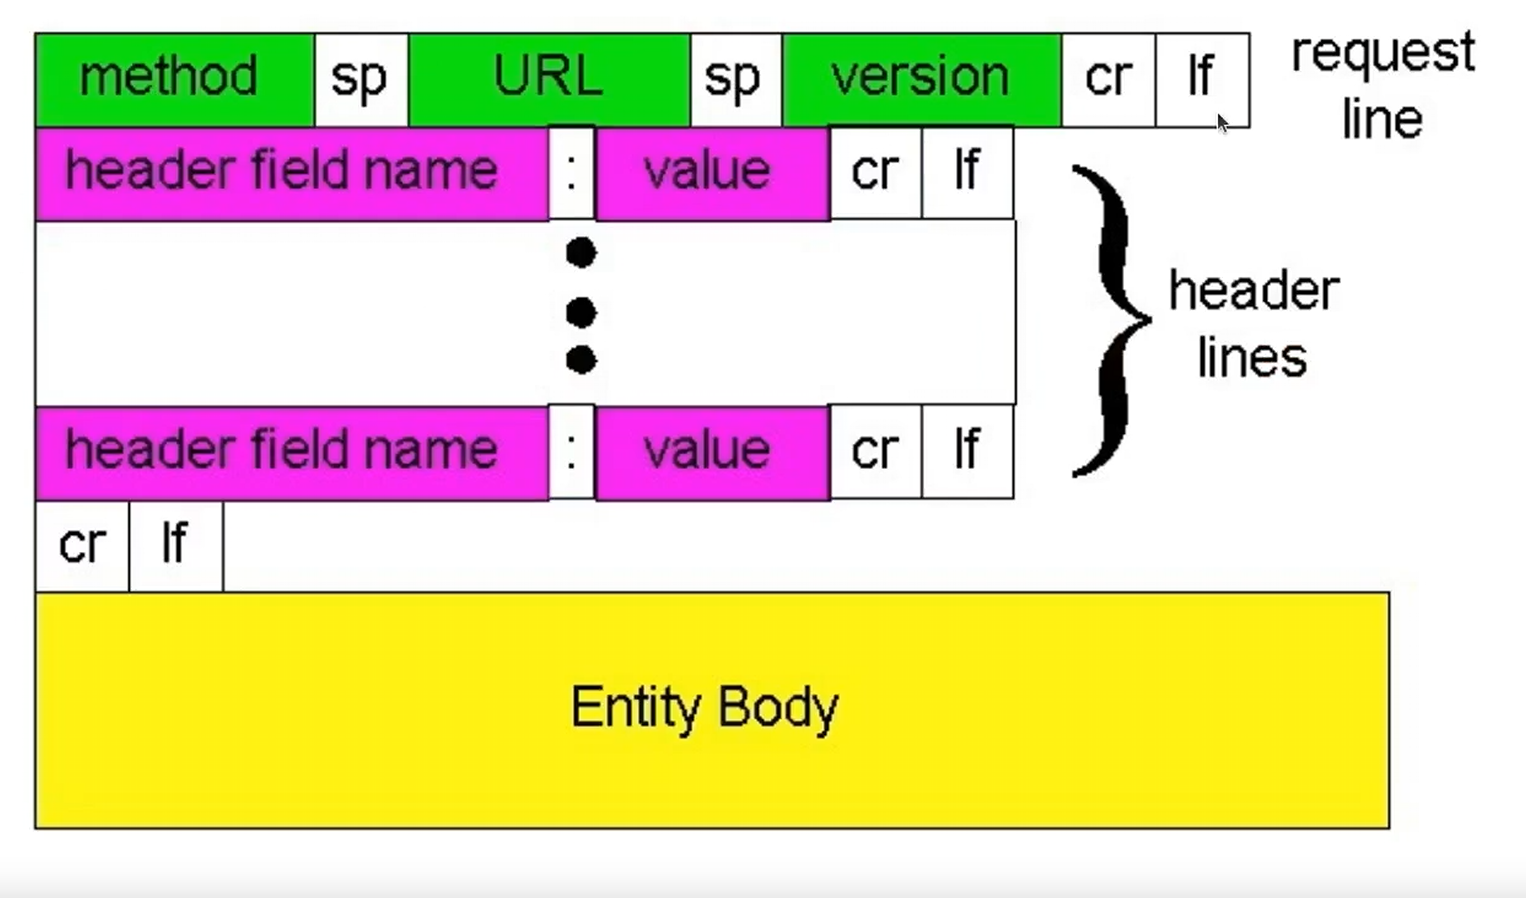 method sp URL sp version cr lf
request
line
header field name : value cr lf
header
lines
header field name : value cr lf
cr lf
Entity Body